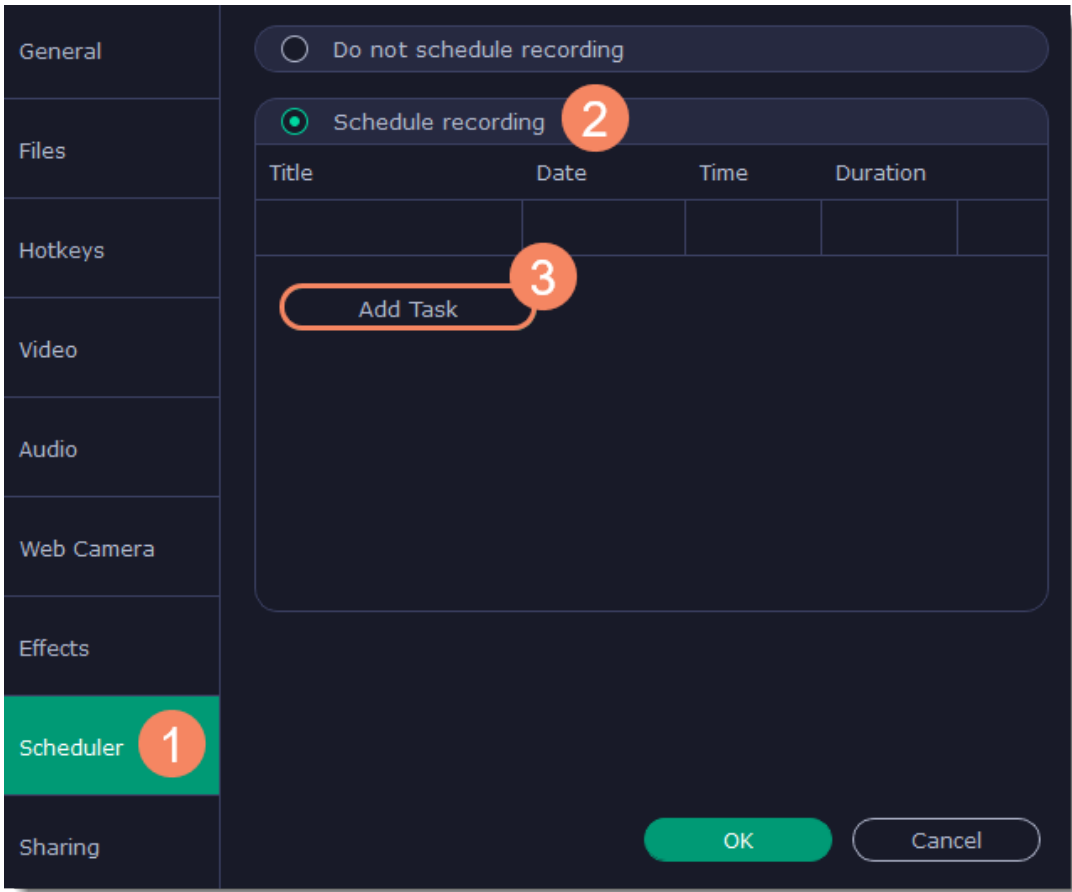 General
Files
Hotkeys
Video
Audio
Web Camera
Effects
Scheduler 1
Sharing
Do not schedule recording
Schedule recording 2
Title Date Time Duration
3
Add Task
OK Cancel